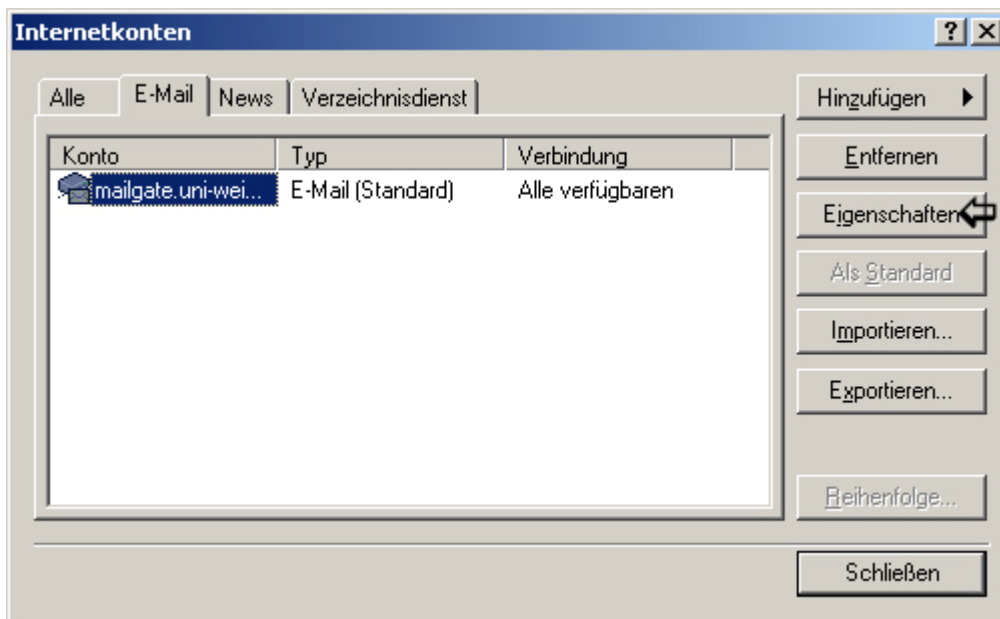 Internetkonten
Alle
E-Mail
News
Verzeichnisdienst
Konto Typ Verbindung
mailgate.uni-wei... E-Mail (Standard) Alle verfügbaren
Hinzufügen
Entfernen
Eigenschaften
Als Standard
Importieren...
Exportieren...
Reihenfolge...
Schließen